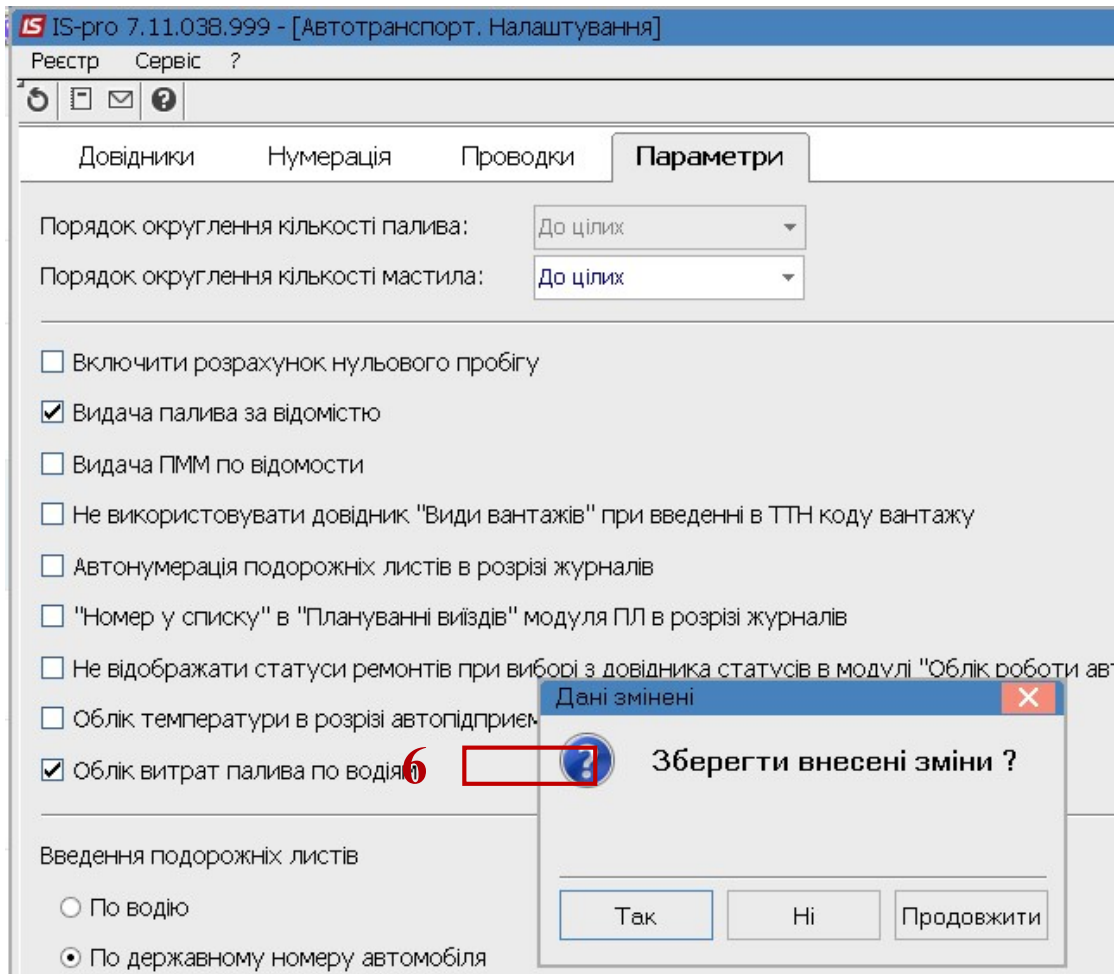 IS-pro 7.11.038.999 - [Автотранспорт. Налаштування]
Реєстр Сервіс ?
Довідники Нумерація Проводки Параметри
Порядок округлення кількості палива: До цілих
Порядок округлення кількості мастила: До цілих
Включити розрахунок нульового пробігу
Видача палива за відомістю
Видача ПММ по відомости
Не використовувати довідник "Види вантажів" при введенні в ТТН коду вантажу
Автонумерація подорожніх листів в розрізі журналів
"Номер у списку" в "Плануванні виїздів" модуля ПЛ в розрізі журналів
Не відображати статуси ремонтів при виборі з довідника статусів в модулі "Облік роботи авт
Облік температури в розрізі автопідприєм
Облік витрат палива по водіям 6
Дані змінені
Зберегти внесені зміни ?
Так Ні Продовжити
Введення подорожніх листів
По водію
По державному номеру автомобіля